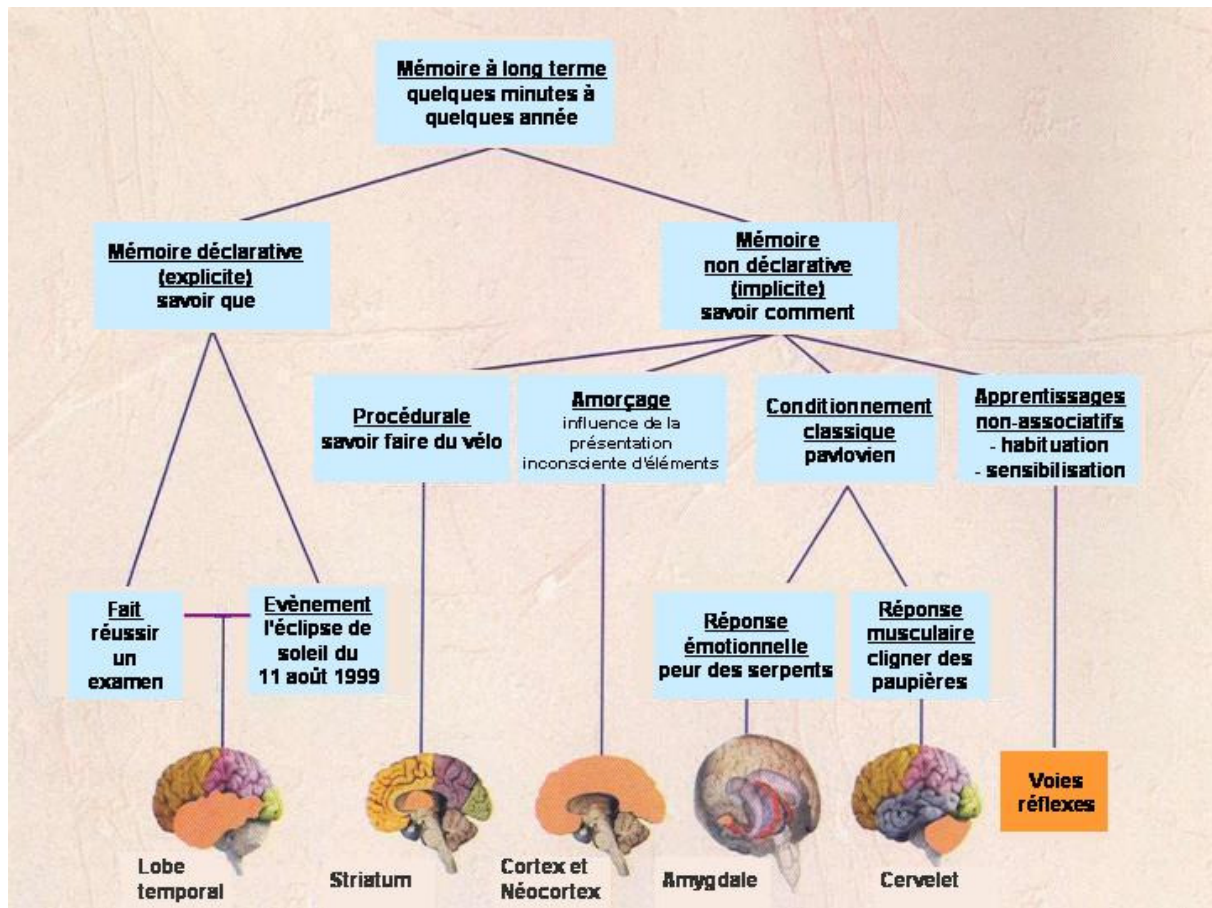 Mémoire à long terme
quelques minutes à
quelques année
Mémoire déclarative
(explicite)
savoir que
Mémoire
non déclarative
(implicite)
savoir comment
Procédurale
savoir faire du vélo
Amorçage
influence de la
présentation
inconsciente d'éléments
Conditionnement
classique
pavlovien
Apprentissages
non-associatifs
- habituation
- sensibilisation
Fait
réussir
un
examen
Evènement
l'éclipse de
soleil du
11 août 1999
Réponse
émotionnelle
peur des serpents
Réponse
musculaire
cligner des
paupières
Voies
réflexes
Lobe
temporal
Striatum
Cortex et
Néocortex
Amygdale
Cervelet